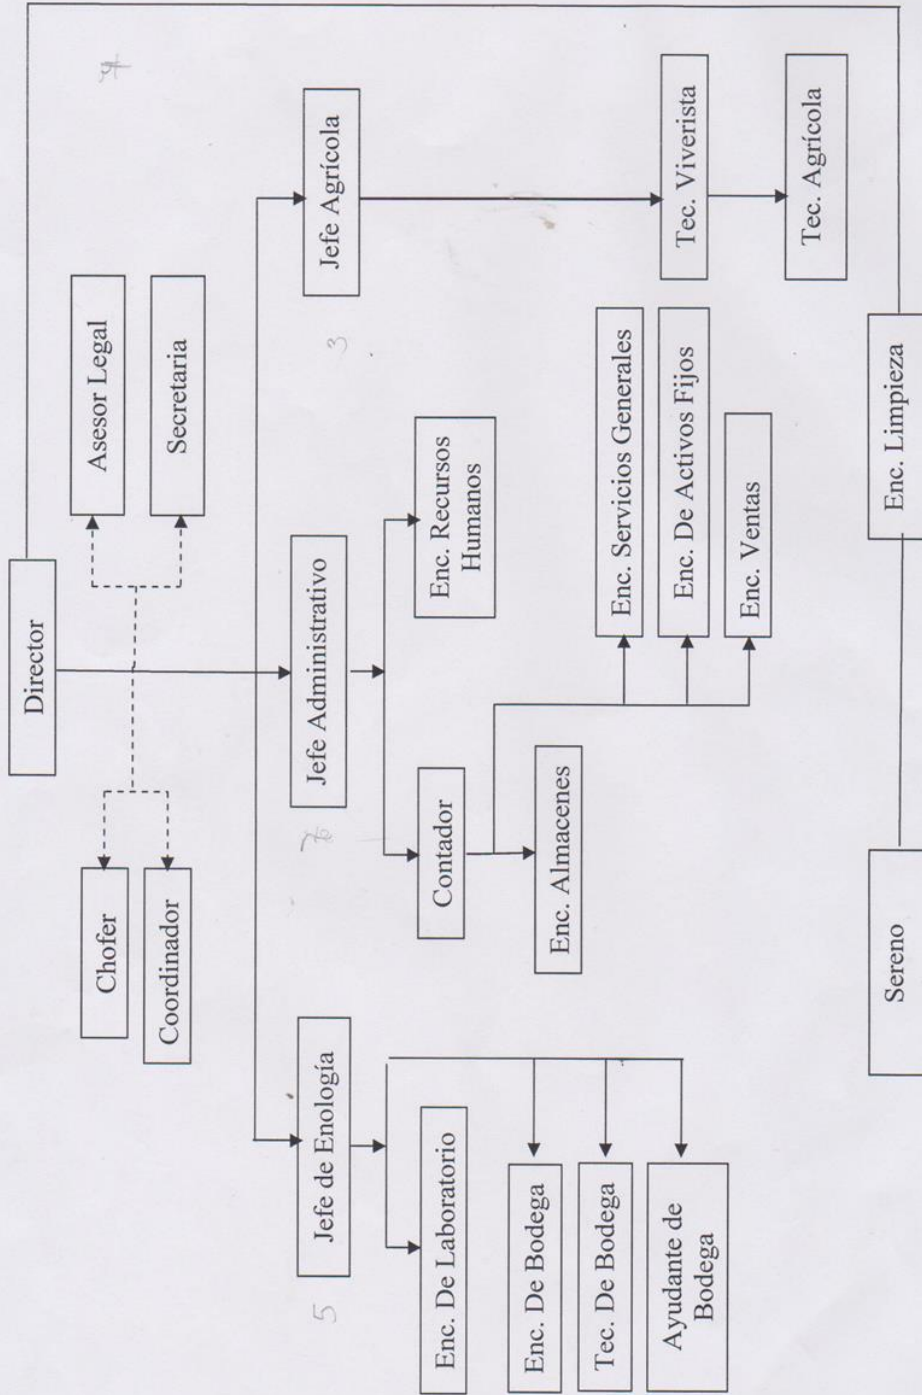 Director
Chofer
Coordinador
Asesor Legal
Secretaria
Jefe de Enología
Jefe Administrativo
Jefe Agrícola
5
3
Enc. De Laboratorio
Contador
Enc. Recursos
Humanos
Enc. De Bodega
Tec. De Bodega
Ayudante de
Bodega
Enc. Almacenes
Enc. Servicios Generales
Enc. De Activos Fijos
Enc. Ventas
Tec. Viverista
Tec. Agrícola
Sereno
Enc. Limpieza